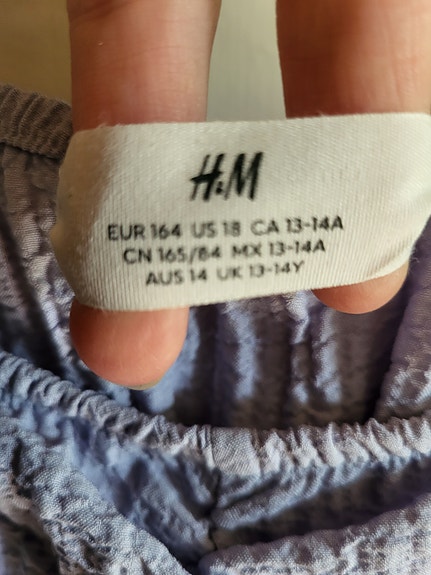 H&M
EUR 164 US 18 CA 13-14A
CN 165/84 MX 13-14A
AUS 14 UK 13-14Y